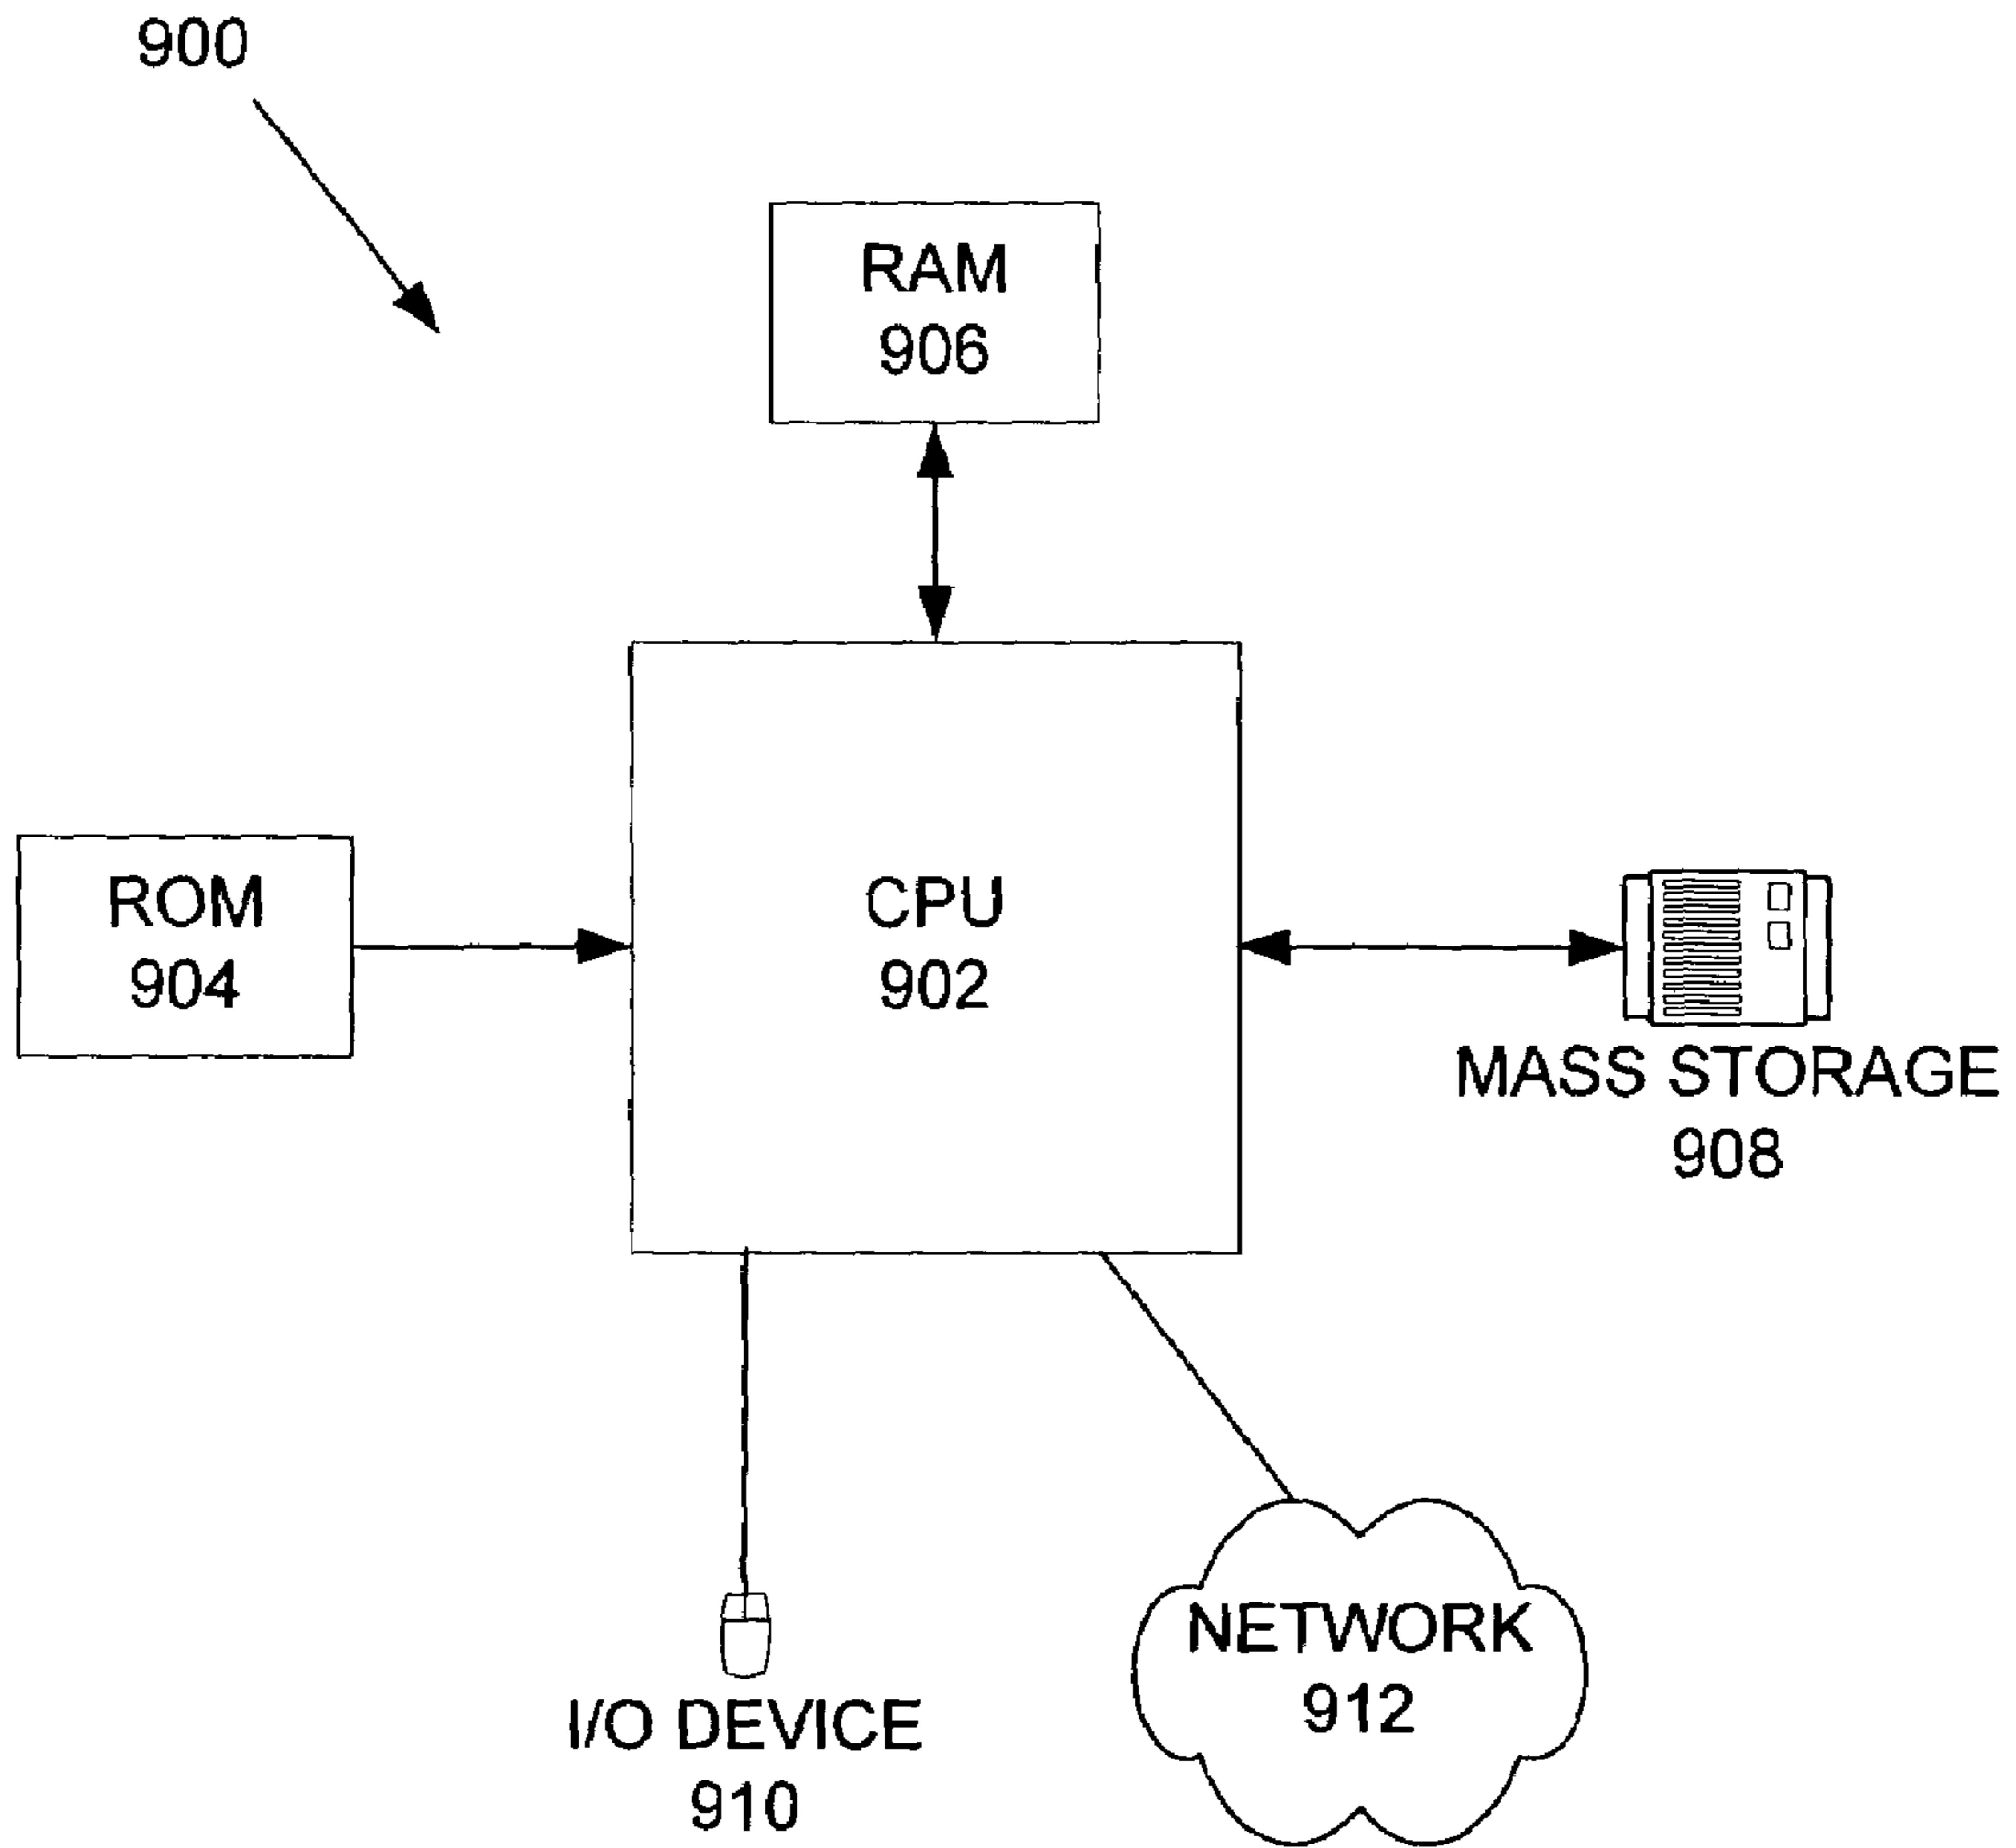 900
RAM
906
ROM
904
CPU
902
MASS STORAGE
908
I/O DEVICE
910
NETWORK
912